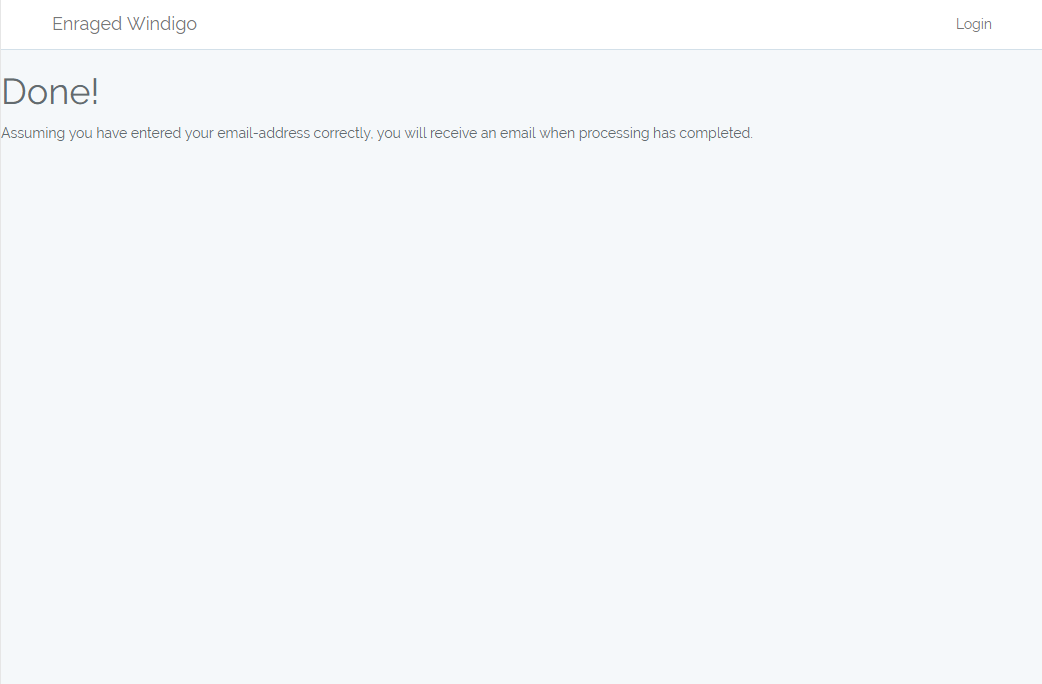 Enraged Windigo
Login
Done!
Assuming you have entered your email-address correctly, you will receive an email when processing has completed.